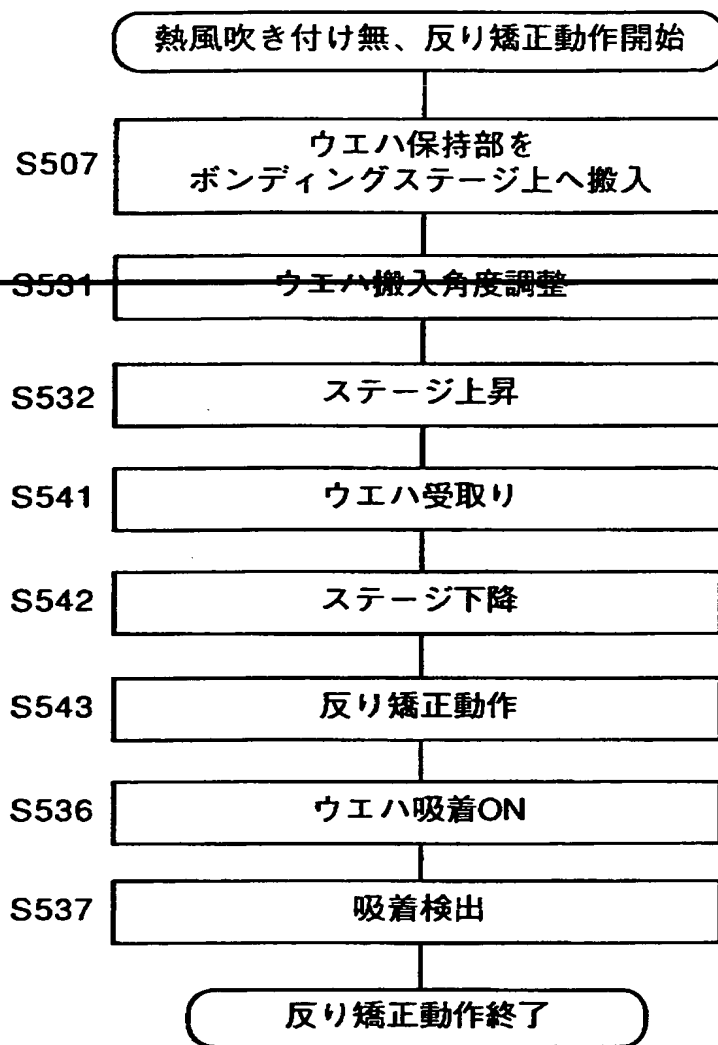 熱風吹き付け無、反り矯正動作開始
S507
ウエハ保持部を
ボンディングステージ上へ搬入
S531
ウエハ搬入角度調整
S532
ステージ上昇
S541
ウエハ受取り
S542
ステージ下降
S543
反り矯正動作
S536
ウエハ吸着ON
S537
吸着検出
反り矯正動作終了